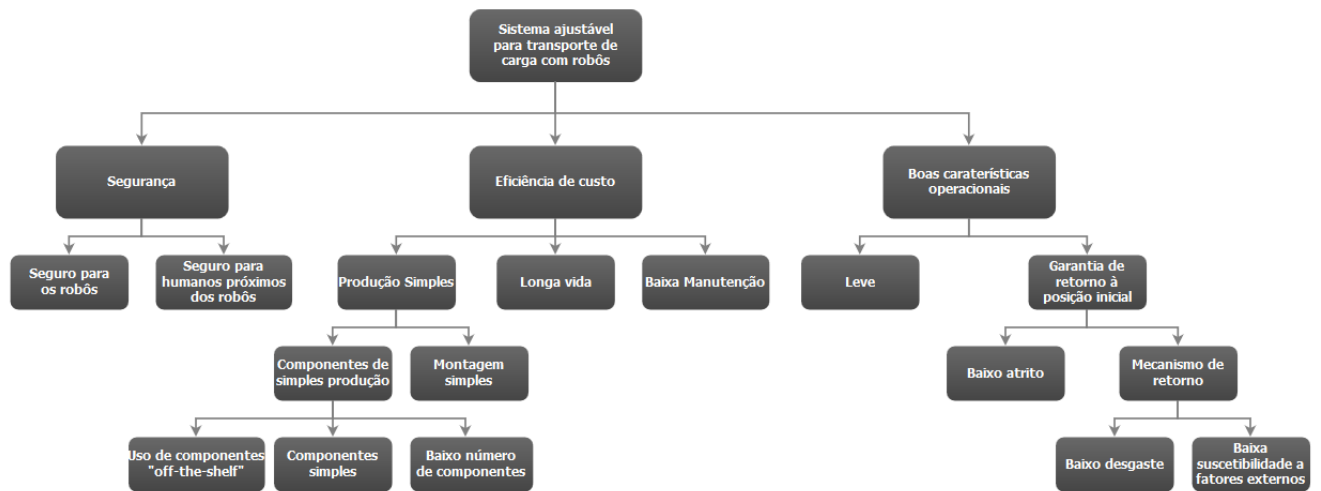 Sistema ajustável
para transporte de
carga com robôs
Segurança
Eficiência de custo
Boas caraterísticas
operacionais
Seguro para
os robôs
Seguro para
humanos próximos
dos robôs
Produção Simples
Longa vida
Baixa Manutenção
Leve
Garantia de
retorno à
posição inicial
Componentes de
simples produção
Montagem
simples
Baixo atrito
Mecanismo de
retorno
Uso de componentes
"off-the-shelf"
Componentes
simples
Baixo número
de componentes
Baixo desgaste
Baixa
suscetibilidade a
fatores externos